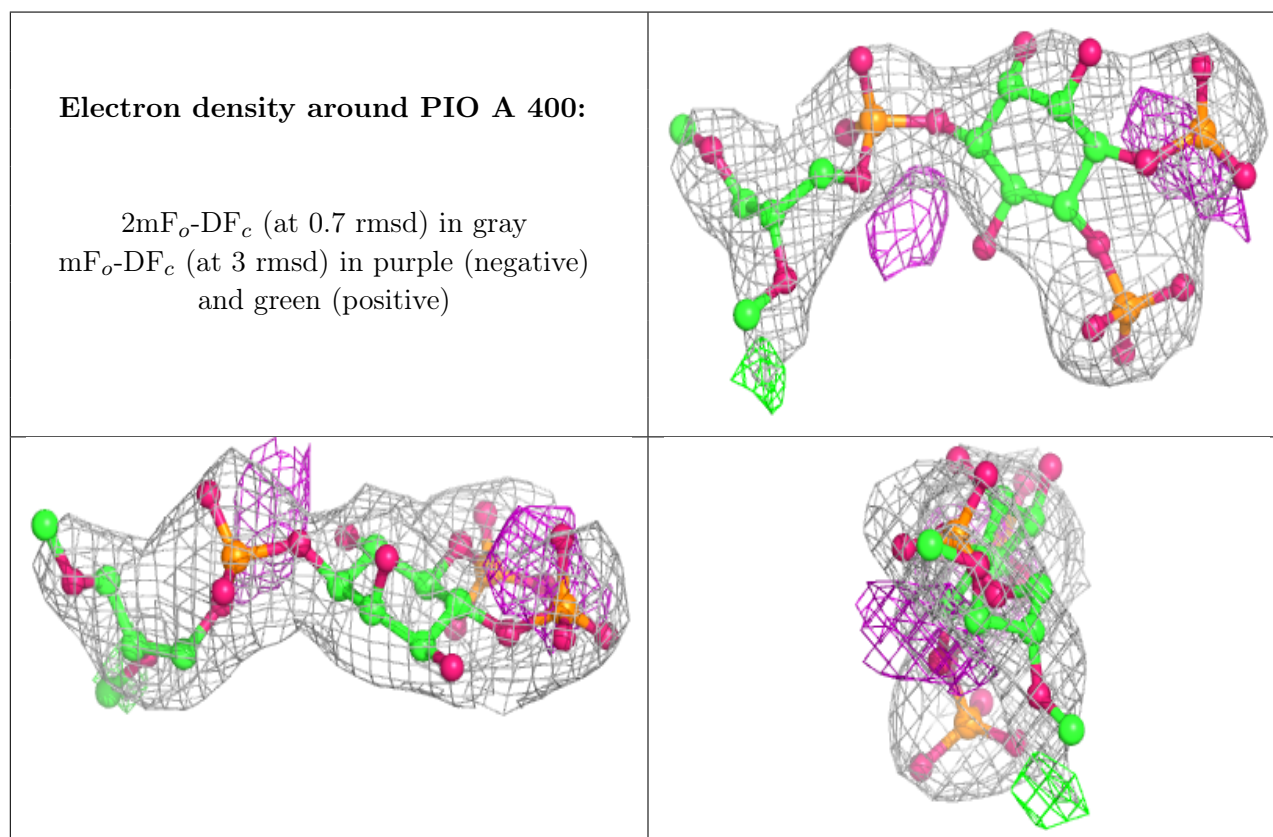 Electron density around PIO A 400:
2mFo-DFc (at 0.7 rmsd) in gray
mFo-DFc (at 3 rmsd) in purple (negative)
and green (positive)